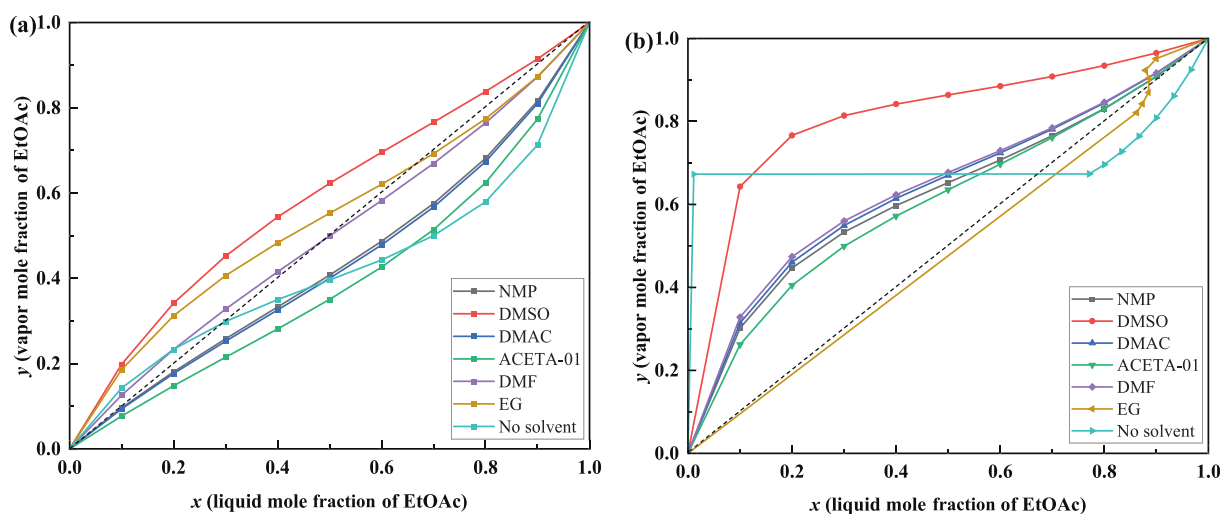 (a)
1.0
0.8
0.6
0.4
0.2
0.0
y (vapor mole fraction of EtOAc)
0.0 0.2 0.4 0.6 0.8 1.0
x (liquid mole fraction of EtOAc)
NMP
DMSO
DMAC
ACETA-01
DMF
EG
No solvent
(b)
1.0
0.8
0.6
0.4
0.2
0.0
y (vapor mole fraction of EtOAc)
0.0 0.2 0.4 0.6 0.8 1.0
x (liquid mole fraction of EtOAc)
NMP
DMSO
DMAC
ACETA-01
DMF
EG
No solvent